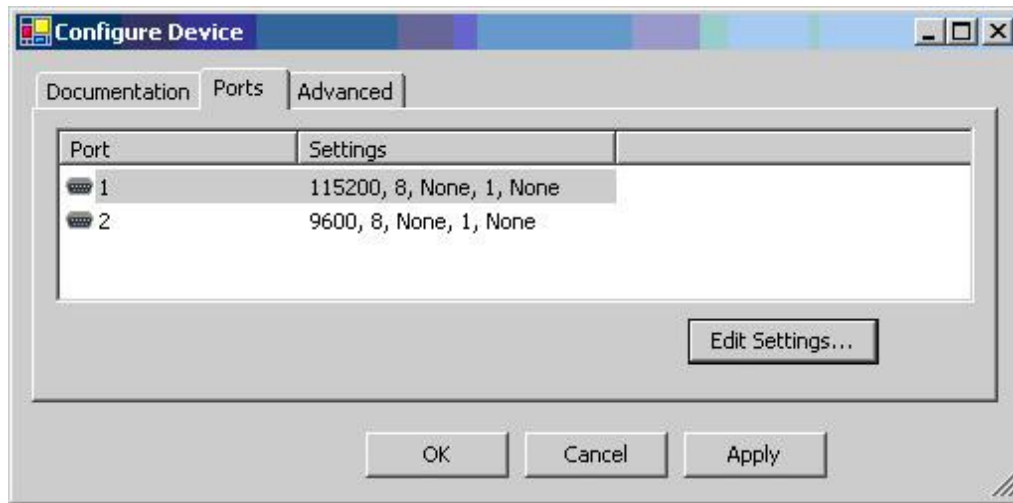 Configure Device
Documentation Ports Advanced
Port Settings
1 115200, 8, None, 1, None
2 9600, 8, None, 1, None
Edit Settings...
OK Cancel Apply